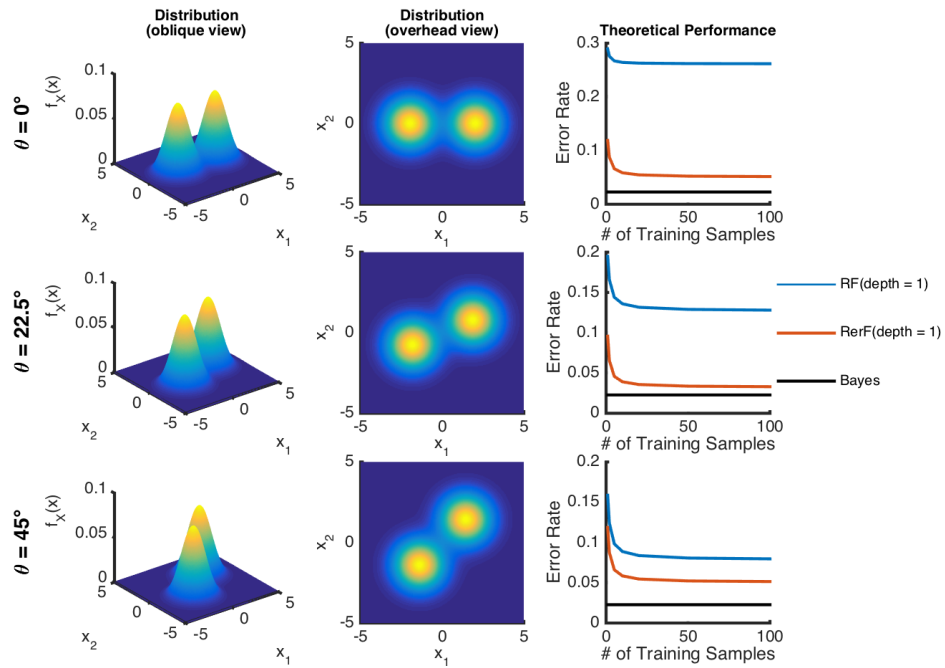 Distribution
(oblique view)
Distribution
(overhead view)
Theoretical Performance
θ = 0°
0.1
0.05
0
f_X(x)
5
0
-5
x_2
-5
0
5
x_1
5
0
-5
x_2
-5
0
5
x_1
0.3
0.2
0.1
0
Error Rate
0
50
100
# of Training Samples
θ = 22.5°
0.1
0.05
0
f_X(x)
5
0
-5
x_2
-5
0
5
x_1
5
0
-5
x_2
-5
0
5
x_1
0.2
0.15
0.1
0.05
0
Error Rate
0
50
100
# of Training Samples
RF(depth = 1)
RerF(depth = 1)
Bayes
θ = 45°
0.1
0.05
0
f_X(x)
5
0
-5
x_2
-5
0
5
x_1
5
0
-5
x_2
-5
0
5
x_1
0.2
0.15
0.1
0.05
0
Error Rate
0
50
100
# of Training Samples